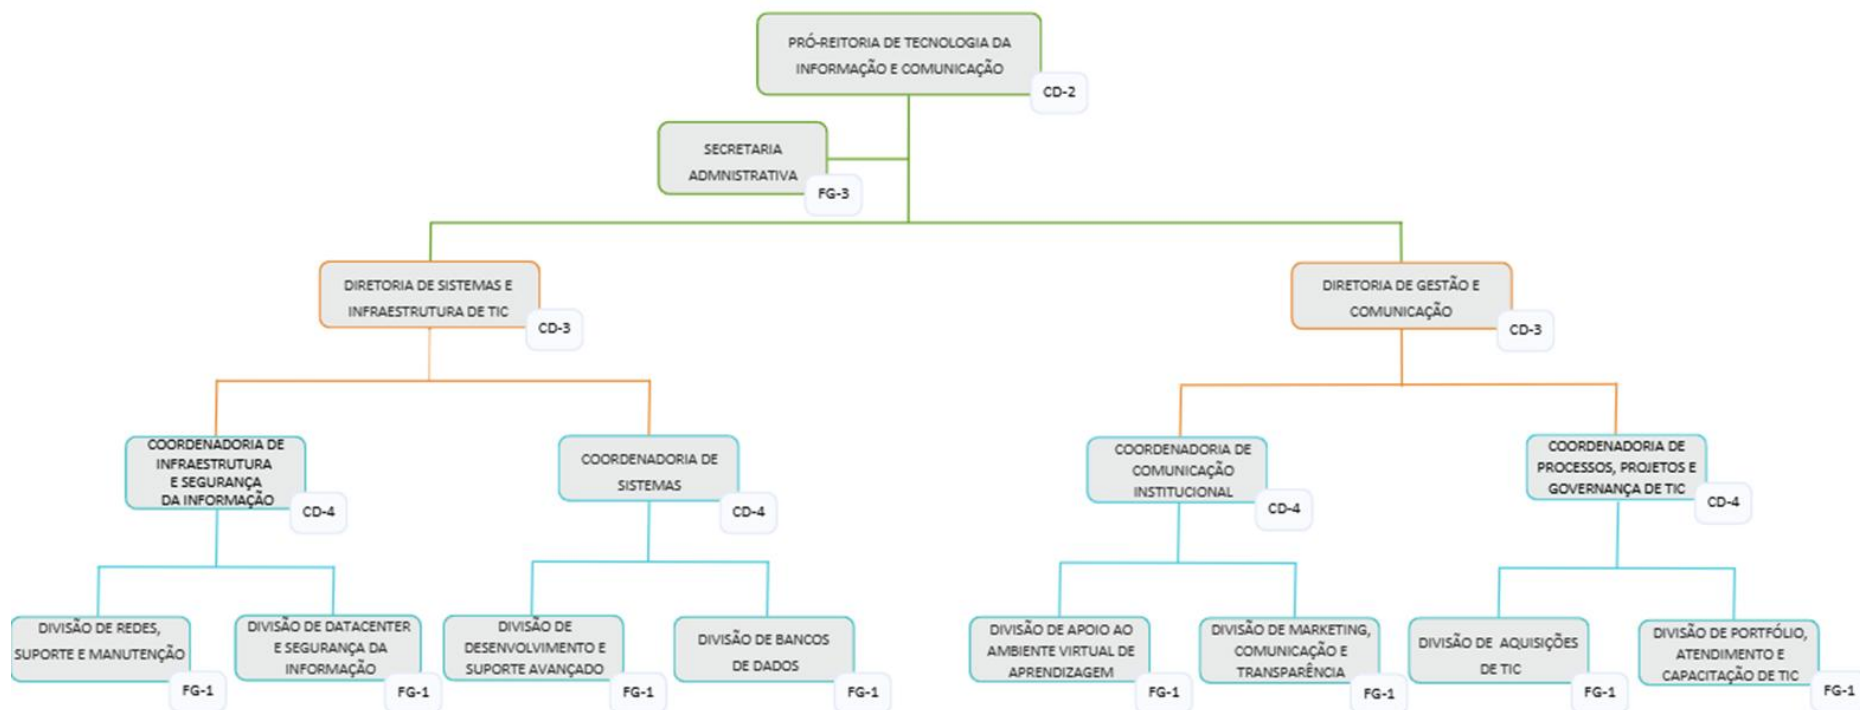 PRÓ-REITORIA DE TECNOLOGIA DA
INFORMAÇÃO E COMUNICAÇÃO
CD-2
SECRETARIA
ADMNISTRATIVA
FG-3
DIRETORIA DE SISTEMAS E
INFRAESTRUTURA DE TIC
CD-3
DIRETORIA DE GESTÃO E
COMUNICAÇÃO
CD-3
COORDENADORIA DE
INFRAESTRUTURA
E SEGURANÇA
DA INFORMAÇÃO
CD-4
COORDENADORIA DE
SISTEMAS
CD-4
COORDENADORIA DE
COMUNICAÇÃO
INSTITUCIONAL
CD-4
COORDENADORIA DE
PROCESSOS, PROJETOS E
GOVERNANÇA DE TIC
CD-4
DIVISÃO DE REDES,
SUPORTE E MANUTENÇÃO
FG-1
DIVISÃO DE DATACENTER
E SEGURANÇA DA
INFORMAÇÃO
FG-1
DIVISÃO DE
DESENVOLVIMENTO E
SUPORTE AVANÇADO
FG-1
DIVISÃO DE BANCOS
DE DADOS
FG-1
DIVISÃO DE APOIO AO
AMBIENTE VIRTUAL DE
APRENDIZAGEM
FG-1
DIVISÃO DE MARKETING,
COMUNICAÇÃO E
TRANSPARÊNCIA
FG-1
DIVISÃO DE AQUISIÇÕES
DE TIC
FG-1
DIVISÃO DE PORTFÓLIO,
ATENDIMENTO E
CAPACITAÇÃO DE TIC
FG-1